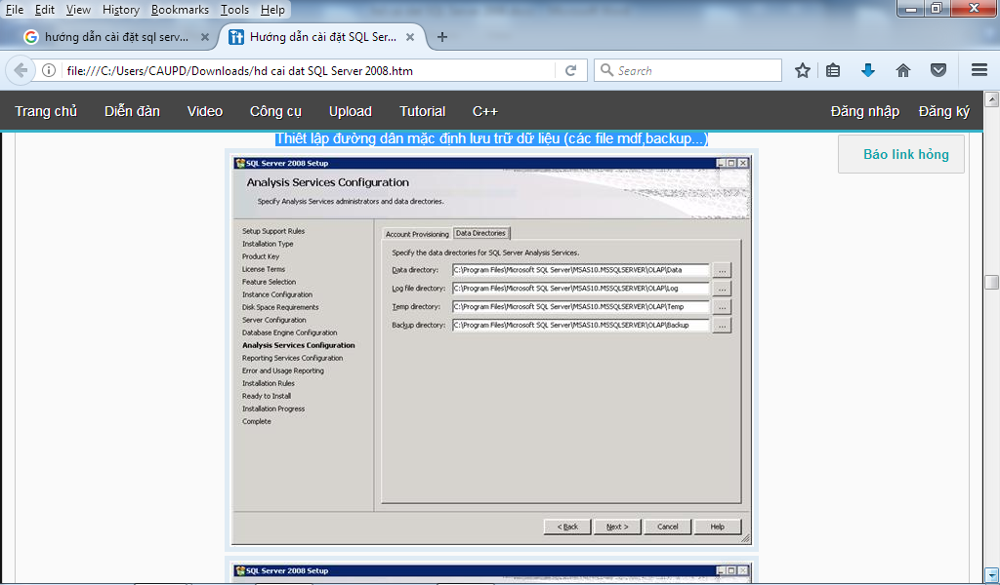 File Edit View History Bookmarks Tools Help
hướng dẫn cài đặt sql serv...
Hướng dẫn cài đặt SQL Ser...
file:///C:/Users/CAUPD/Downloads/hd cai dat SQL Server 2008.htm
Search
Trang chủ Diễn đàn Video Công cụ Upload Tutorial C++ Đăng nhập Đăng ký
Thiết lập đường dẫn mặc định lưu trữ dữ liệu (các file mdf,backup...)
Báo link hỏng
SQL Server 2008 Setup
Analysis Services Configuration
Specify Analysis Services administrators and data directories.
Setup Support Rules
Installation Type
Product Key
License Terms
Feature Selection
Instance Configuration
Disk Space Requirements
Server Configuration
Database Engine Configuration
Analysis Services Configuration
Reporting Services Configuration
Error and Usage Reporting
Installation Rules
Ready to Install
Installation Progress
Complete
Account Provisioning Data Directories
Specify the data directories for SQL Server Analysis Services.
Data directory: C:\Program Files\Microsoft SQL Server\MSAS10.MSSQLSERVER\OLAP\Data ...
Log file directory: C:\Program Files\Microsoft SQL Server\MSAS10.MSSQLSERVER\OLAP\Log ...
Temp directory: C:\Program Files\Microsoft SQL Server\MSAS10.MSSQLSERVER\OLAP\Temp ...
Backup directory: C:\Program Files\Microsoft SQL Server\MSAS10.MSSQLSERVER\OLAP\Backup ...
< Back Next > Cancel Help
SQL Server 2008 Setup